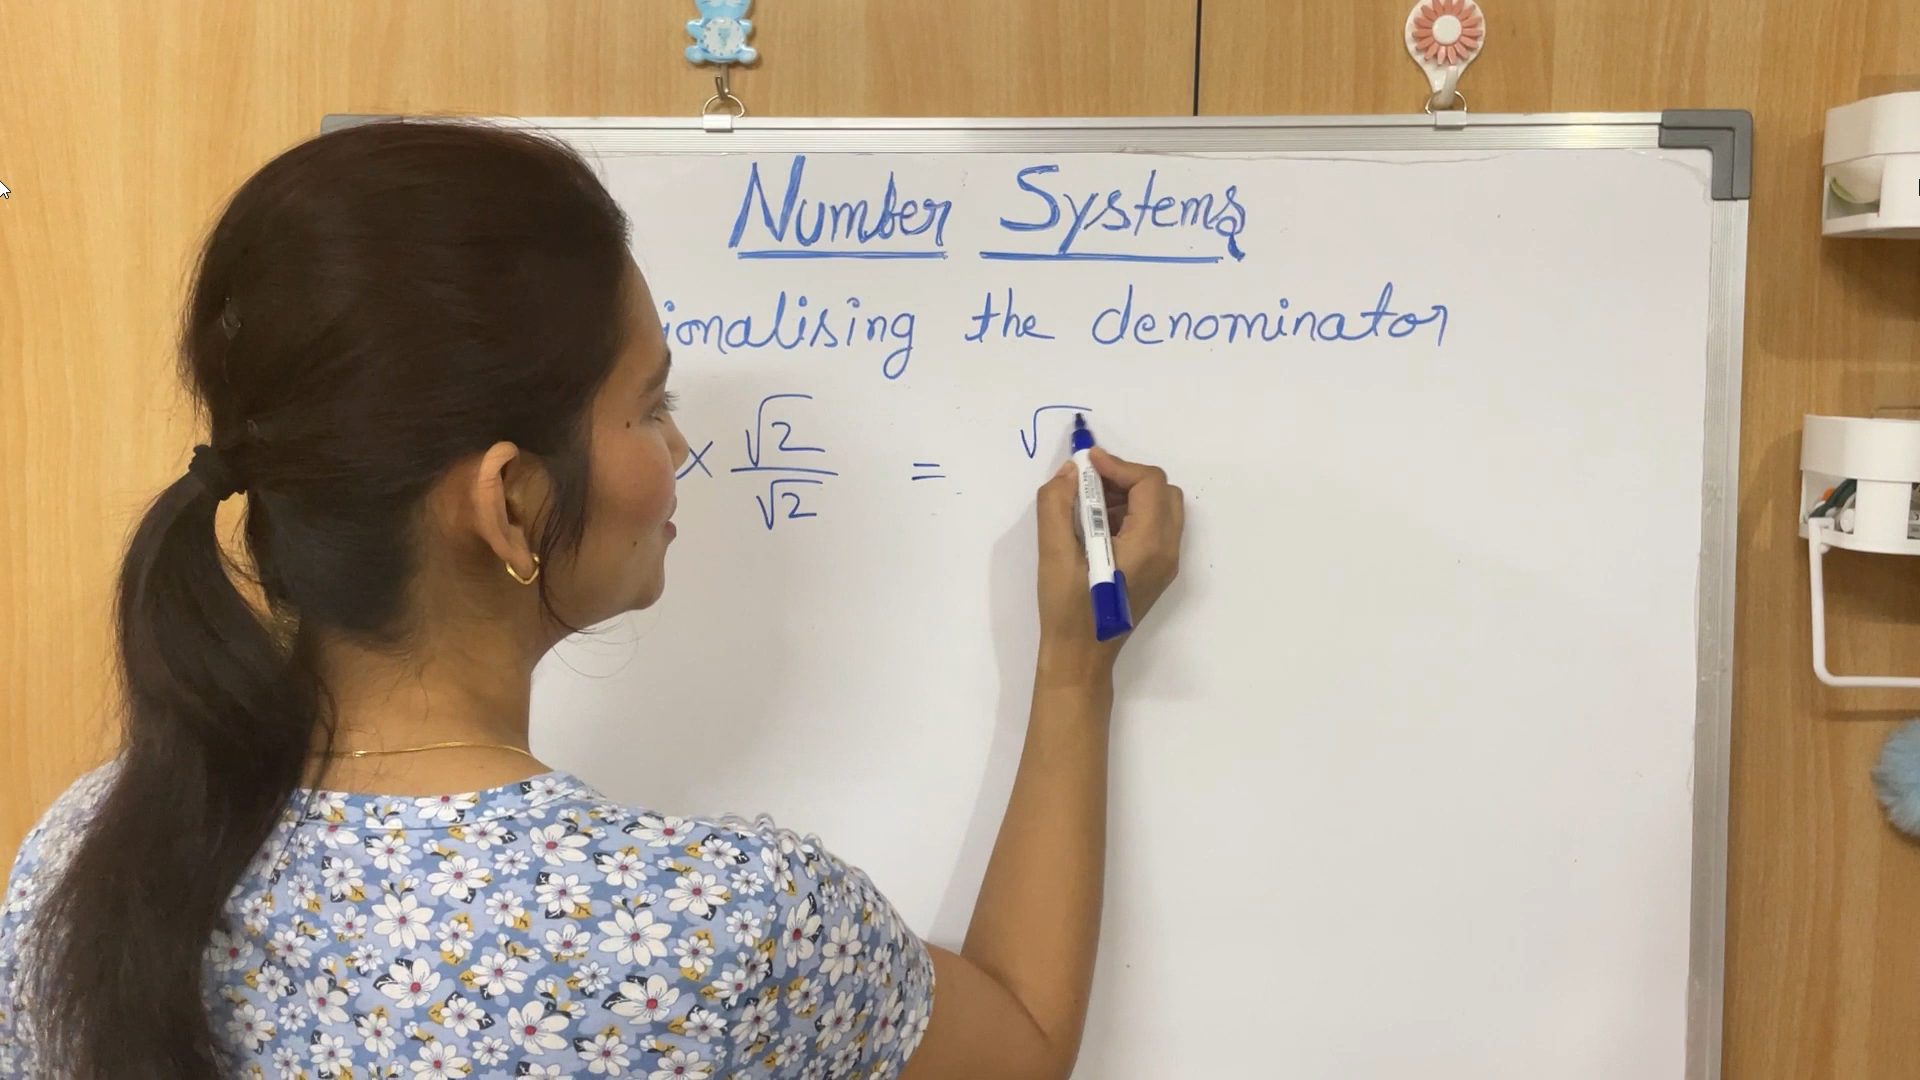 Number Systems
ionalising the denominator
× √2 / √2 = √